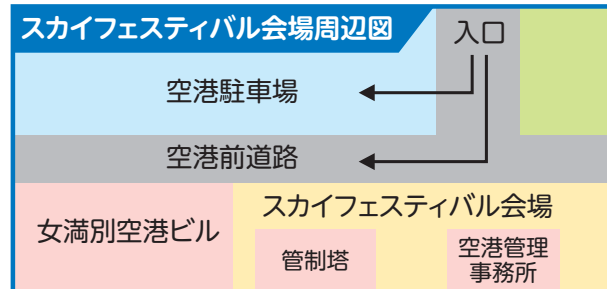 スカイフェスティバル会場周辺図
入口
空港駐車場
空港前道路
スカイフェスティバル会場
女満別空港ビル
管制塔
空港管理
事務所